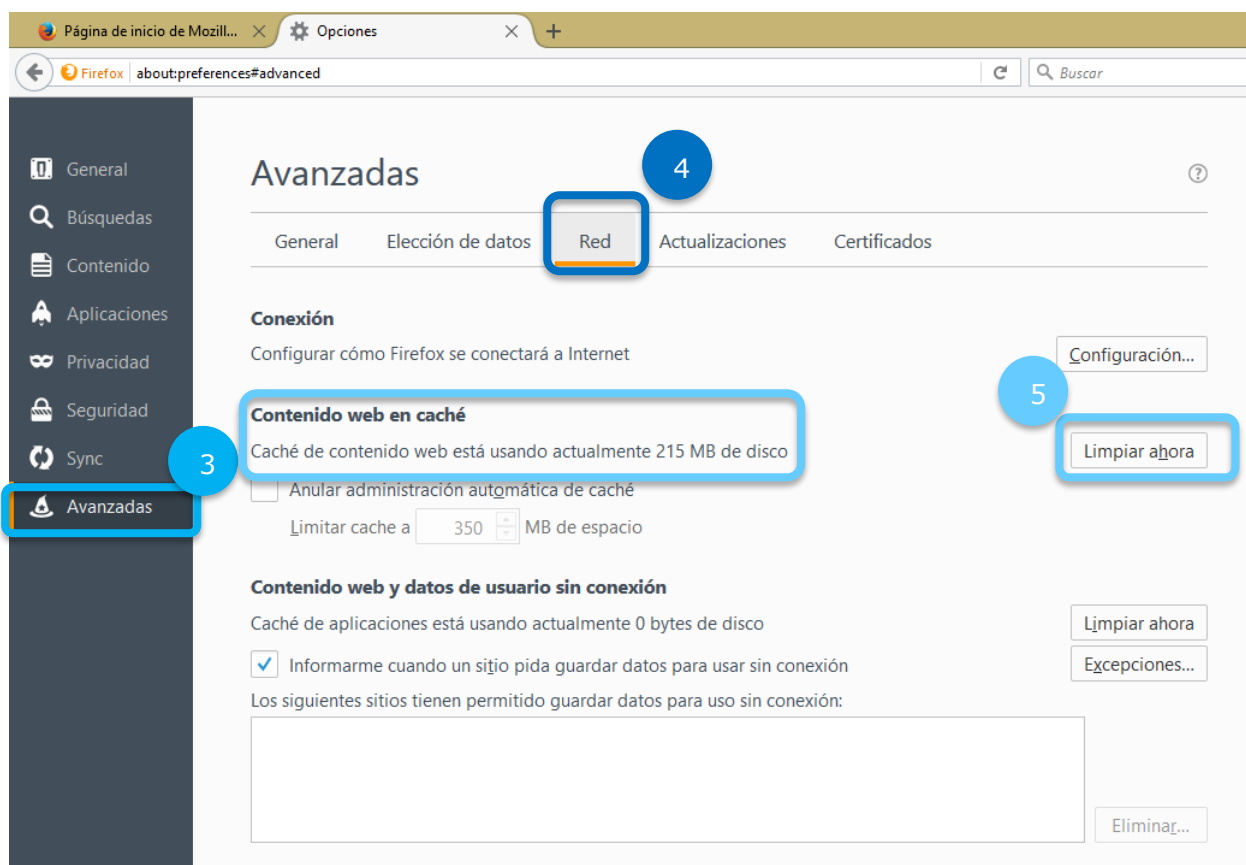 Página de inicio de Mozill...
Opciones
Firefox
about:preferences#advanced
Buscar
General
Búsquedas
Contenido
Aplicaciones
Privacidad
Seguridad
Sync
3
Avanzadas
Avanzadas
4
?
General
Elección de datos
Red
Actualizaciones
Certificados
Conexión
Configurar cómo Firefox se conectará a Internet
Configuración...
5
Contenido web en caché
Caché de contenido web está usando actualmente 215 MB de disco
Limpiar ahora
Anular administración automática de caché
Limitar cache a 350 MB de espacio
Contenido web y datos de usuario sin conexión
Caché de aplicaciones está usando actualmente 0 bytes de disco
Limpiar ahora
Informarme cuando un sitio pida guardar datos para usar sin conexión
Excepciones...
Los siguientes sitios tienen permitido guardar datos para uso sin conexión:
Eliminar...